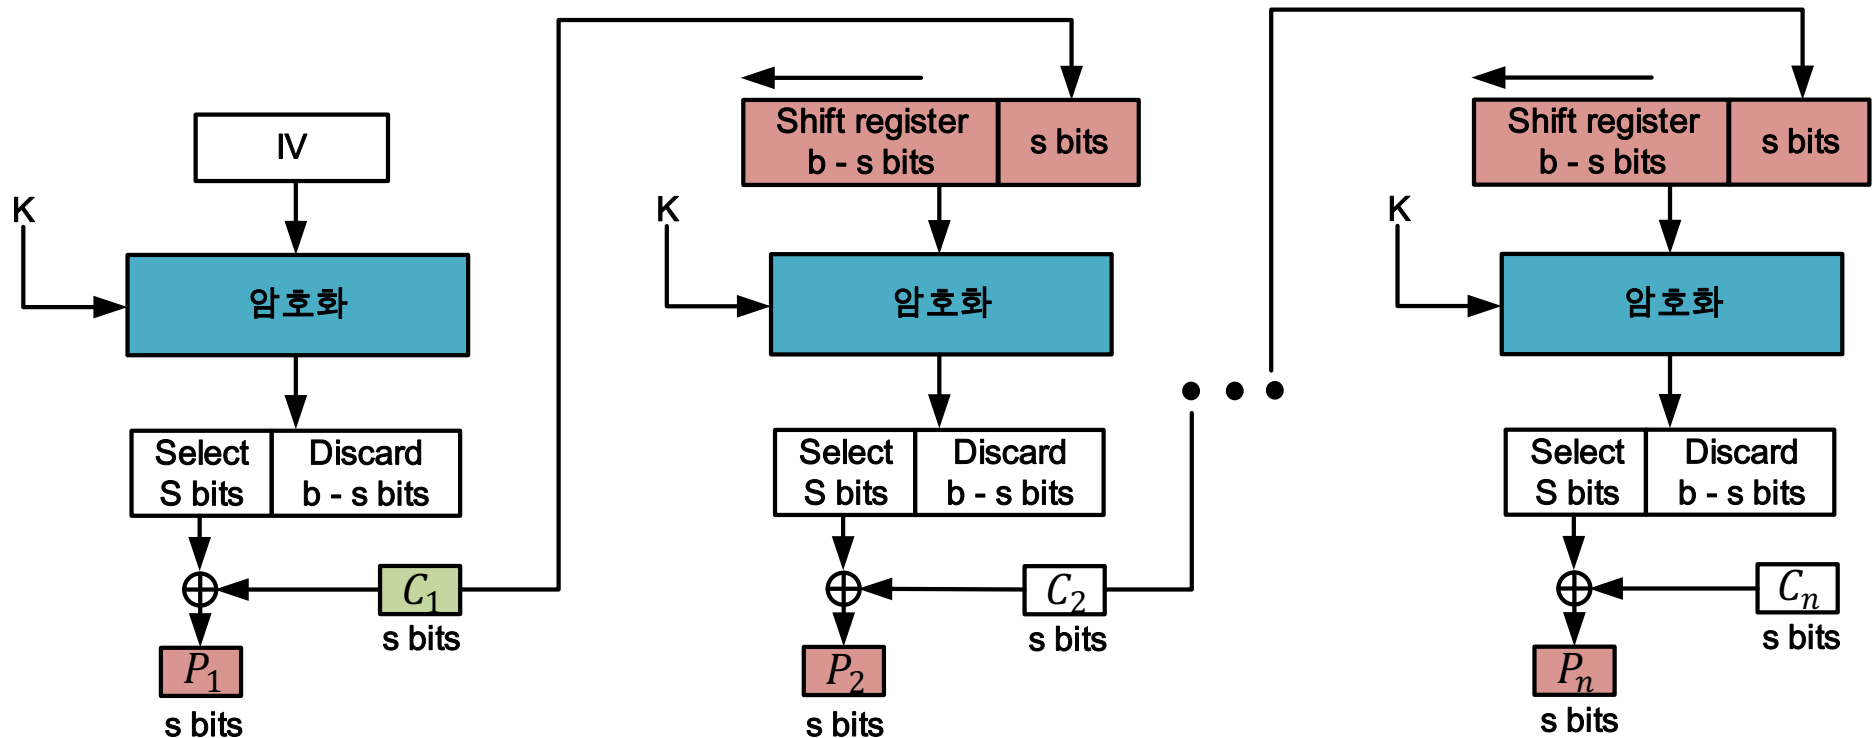 IV
K
암호화
Select
S bits
Discard
b - s bits
C₁
s bits
P₁
s bits
Shift register
b - s bits
s bits
K
암호화
Select
S bits
Discard
b - s bits
C₂
s bits
P₂
s bits
Shift register
b - s bits
s bits
K
암호화
Select
S bits
Discard
b - s bits
Cₙ
s bits
Pₙ
s bits